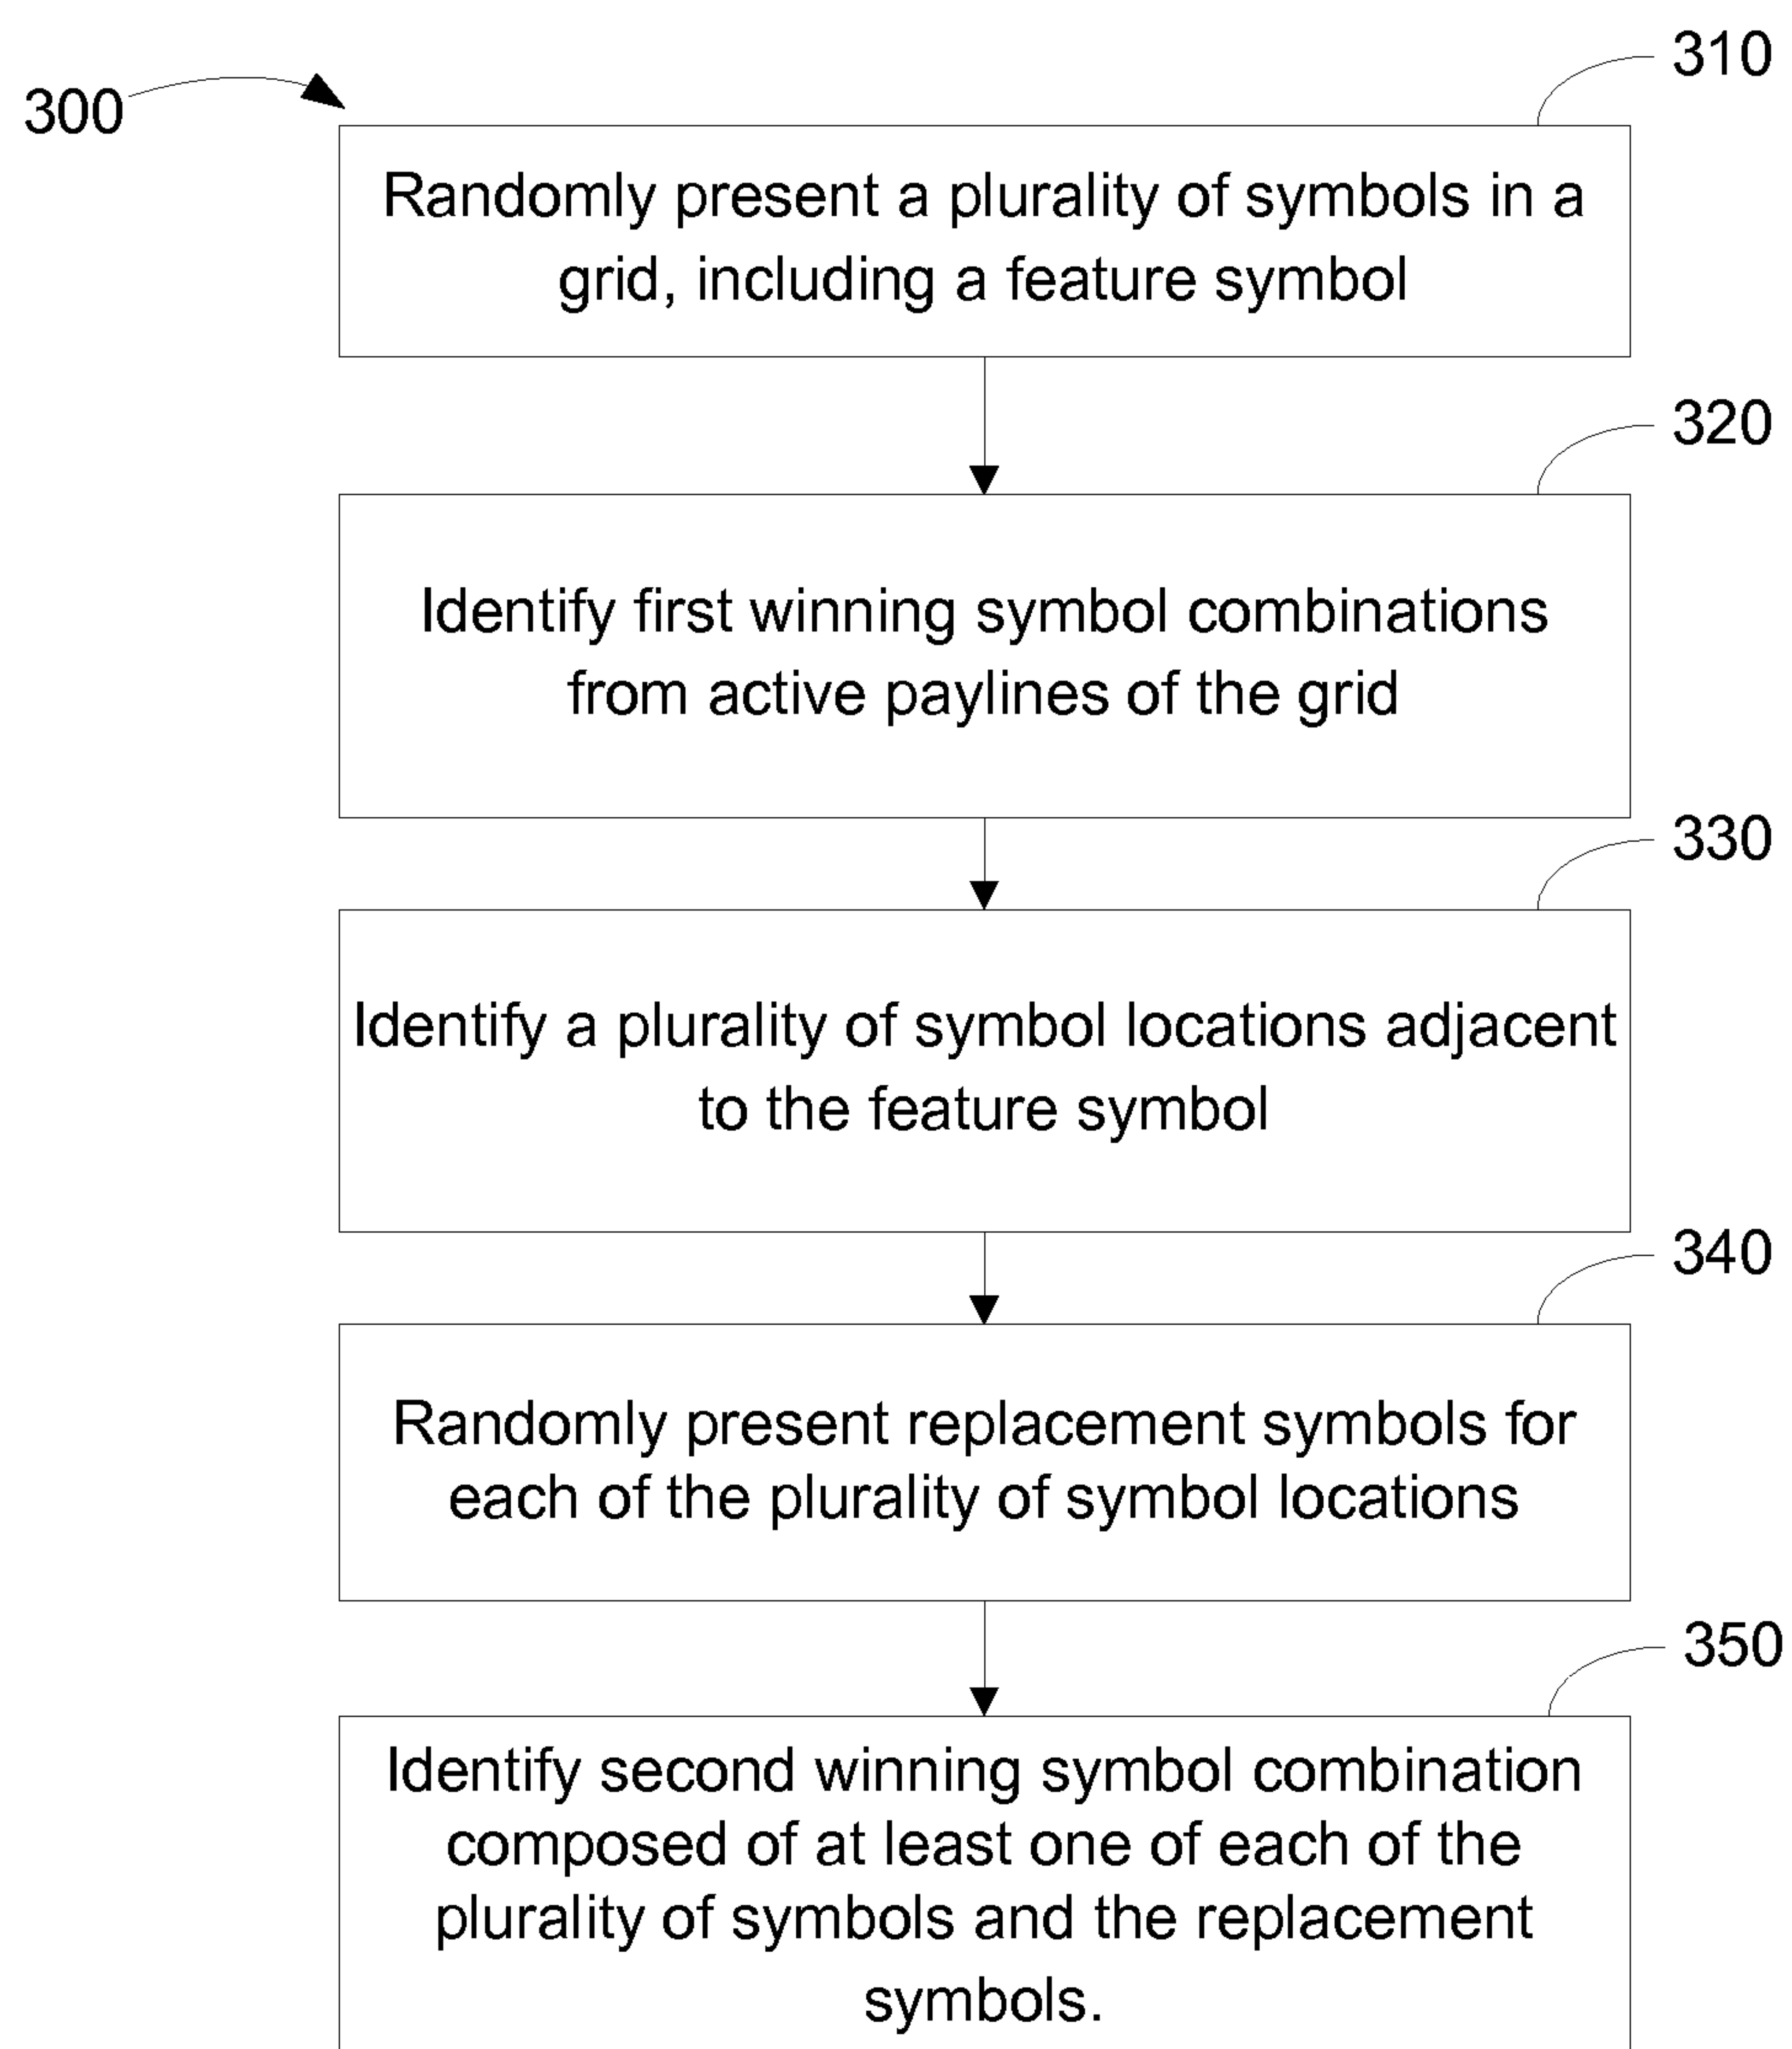 300
310
Randomly present a plurality of symbols in a
grid, including a feature symbol
320
Identify first winning symbol combinations
from active paylines of the grid
330
Identify a plurality of symbol locations adjacent
to the feature symbol
340
Randomly present replacement symbols for
each of the plurality of symbol locations
350
Identify second winning symbol combination
composed of at least one of each of the
plurality of symbols and the replacement
symbols.